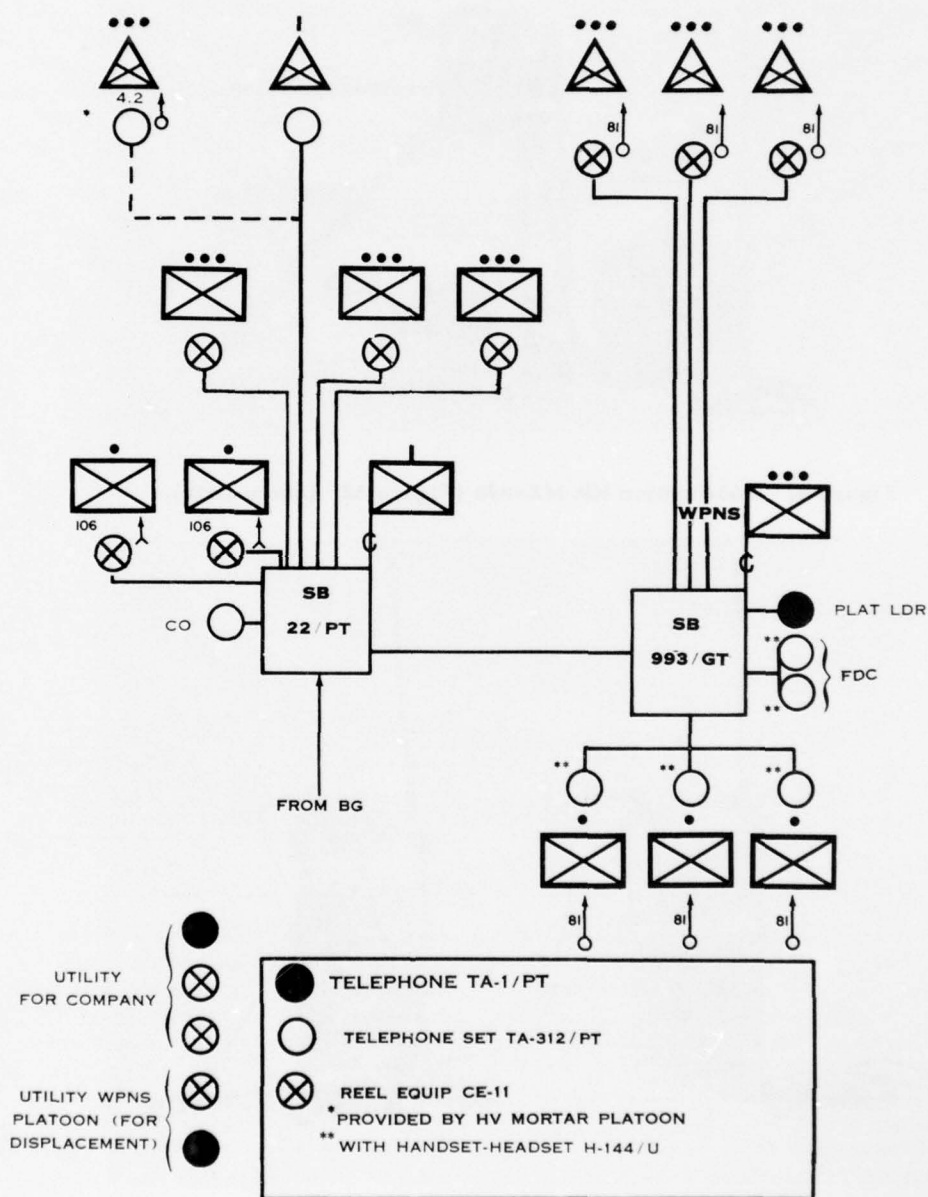 4.2
*
81
81
81
106
106
WPNS
SB
22/PT
CO
SB
993/GT
PLAT LDR
**
FDC
**
FROM BG
**
**
**
81
81
81
UTILITY
FOR COMPANY
UTILITY WPNS
PLATOON (FOR
DISPLACEMENT)
TELEPHONE TA-1/PT
TELEPHONE SET TA-312/PT
REEL EQUIP CE-11
*PROVIDED BY HV MORTAR PLATOON
**WITH HANDSET-HEADSET H-144/U